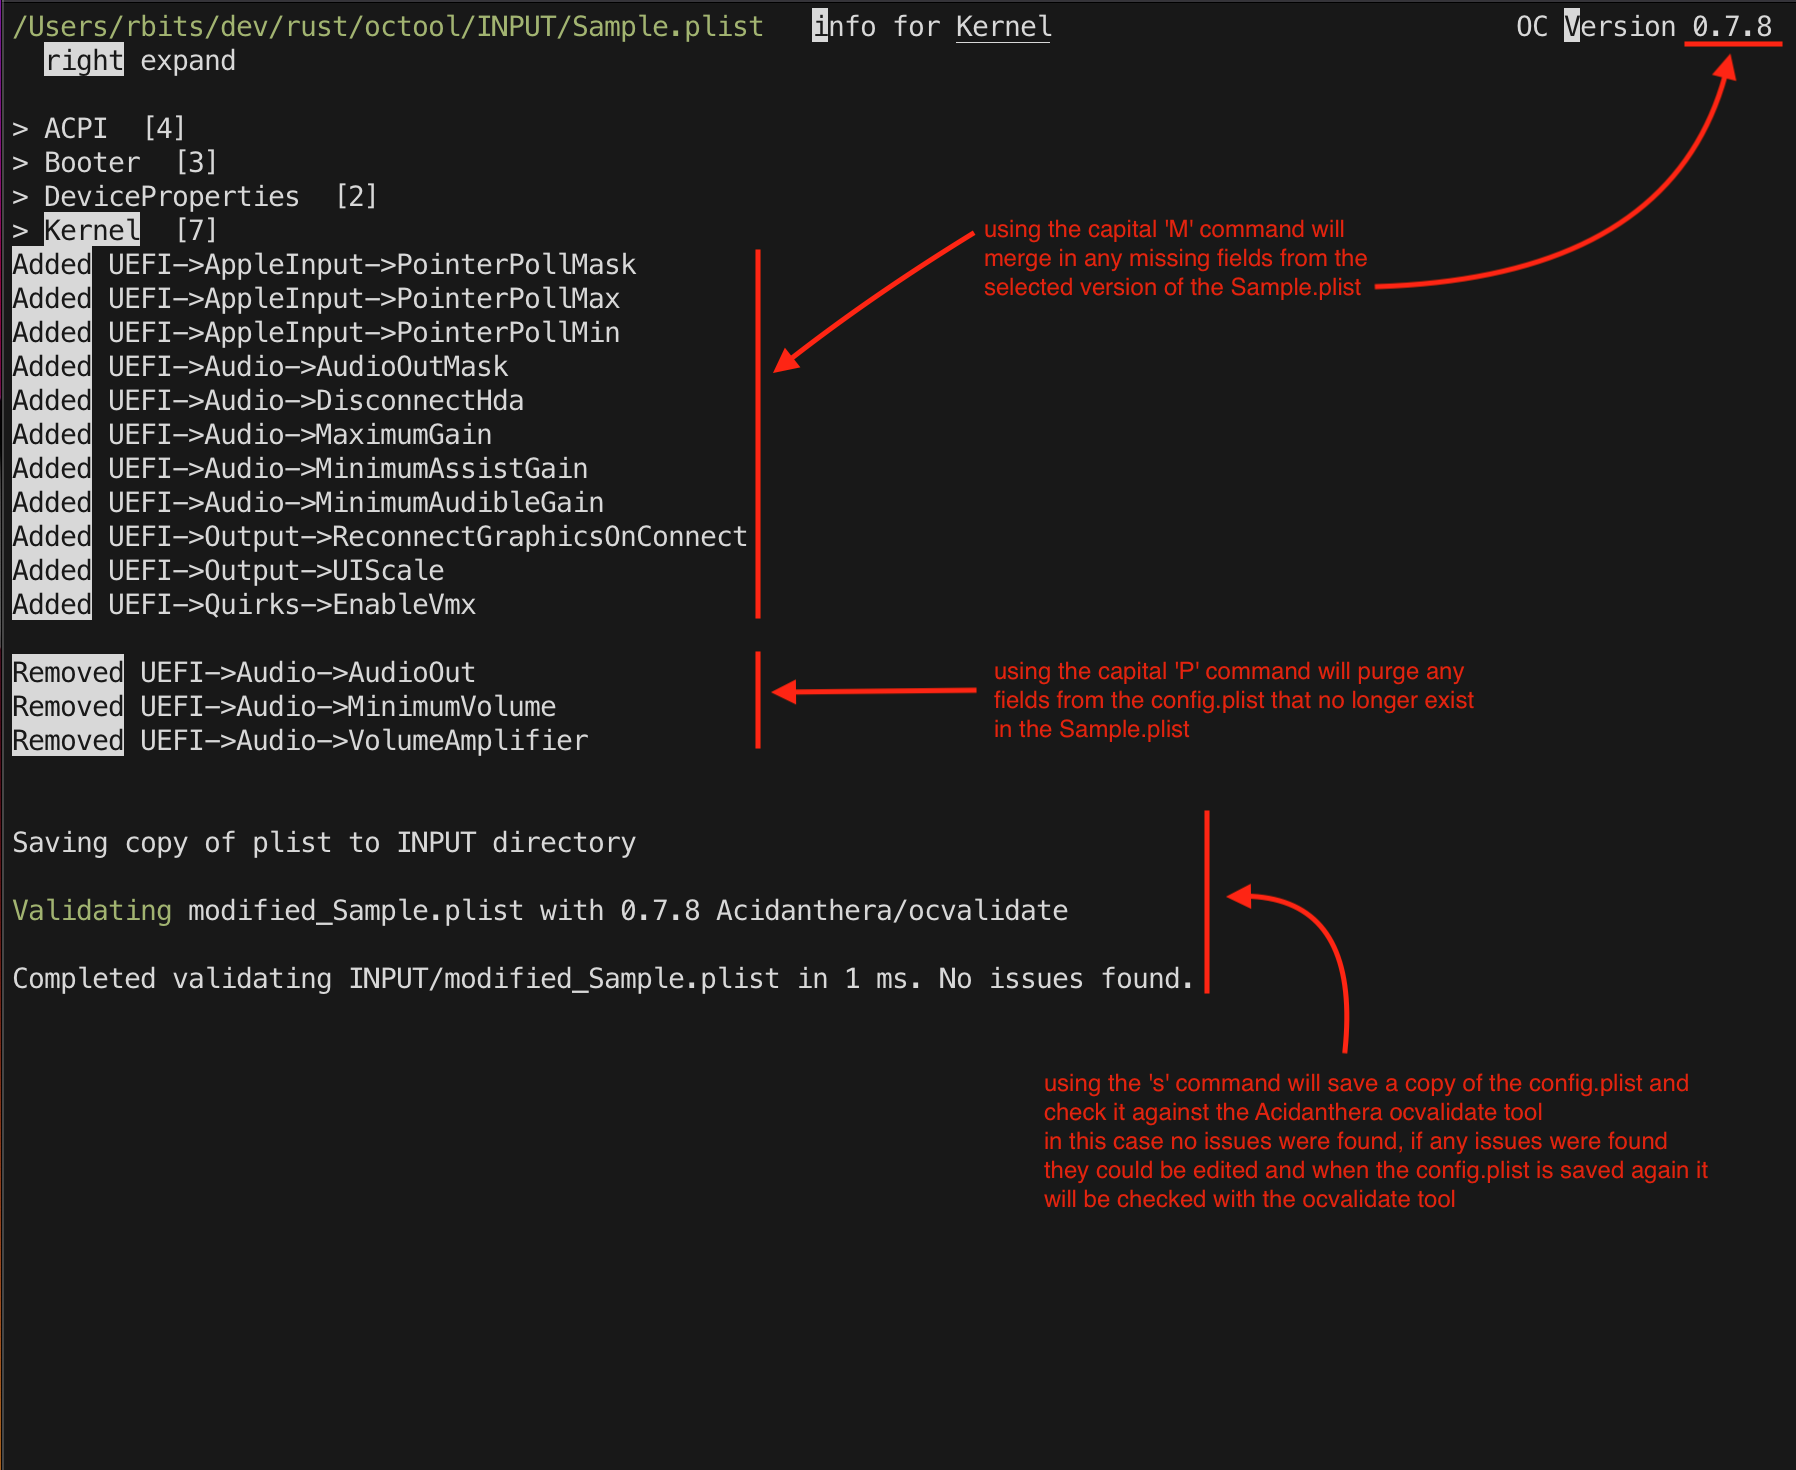 /Users/rbits/dev/rust/octool/INPUT/Sample.plist   info for Kernel   OC Version 0.7.8
right expand
> ACPI  [4]
> Booter  [3]
> DeviceProperties  [2]
> Kernel  [7]
using the capital 'M' command will
merge in any missing fields from the
selected version of the Sample.plist
Added UEFI->AppleInput->PointerPollMask
Added UEFI->AppleInput->PointerPollMax
Added UEFI->AppleInput->PointerPollMin
Added UEFI->Audio->AudioOutMask
Added UEFI->Audio->DisconnectHda
Added UEFI->Audio->MaximumGain
Added UEFI->Audio->MinimumAssistGain
Added UEFI->Audio->MinimumAudibleGain
Added UEFI->Output->ReconnectGraphicsOnConnect
Added UEFI->Output->UIScale
Added UEFI->Quirks->EnableVmx
Removed UEFI->Audio->AudioOut
Removed UEFI->Audio->MinimumVolume
Removed UEFI->Audio->VolumeAmplifier
using the capital 'P' command will purge any
fields from the config.plist that no longer exist
in the Sample.plist
Saving copy of plist to INPUT directory
Validating modified_Sample.plist with 0.7.8 Acidanthera/ocvalidate
Completed validating INPUT/modified_Sample.plist in 1 ms. No issues found.
using the 's' command will save a copy of the config.plist and
check it against the Acidanthera ocvalidate tool
in this case no issues were found, if any issues were found
they could be edited and when the config.plist is saved again it
will be checked with the ocvalidate tool